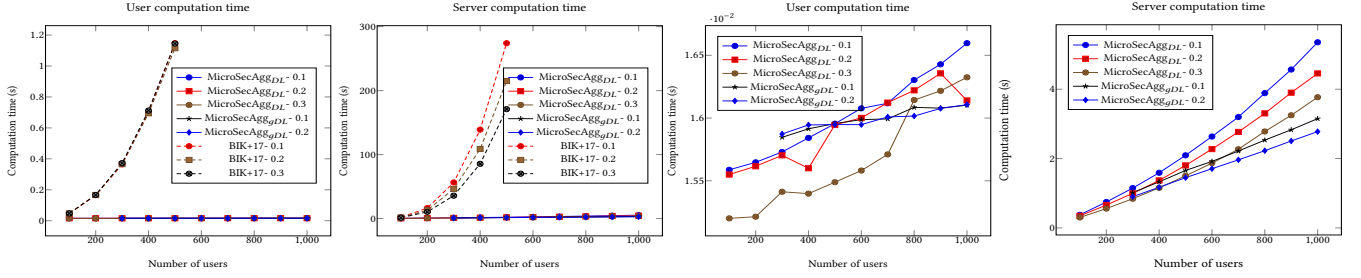 User computation time
1.2
1
0.8
0.6
0.4
0.2
0
200 400 600 800 1,000
Number of users
Computation time (s)
MicroSecAgg_DL- 0.1
MicroSecAgg_DL- 0.2
MicroSecAgg_DL- 0.3
MicroSecAgg_gDL- 0.1
MicroSecAgg_gDL- 0.2
BIK+17- 0.1
BIK+17- 0.2
BIK+17- 0.3
Server computation time
300
200
100
0
200 400 600 800 1,000
Number of users
Computation time (s)
MicroSecAgg_DL- 0.1
MicroSecAgg_DL- 0.2
MicroSecAgg_DL- 0.3
MicroSecAgg_gDL- 0.1
MicroSecAgg_gDL- 0.2
BIK+17- 0.1
BIK+17- 0.2
BIK+17- 0.3
User computation time
·10−2
1.65
1.6
1.55
200 400 600 800 1,000
Number of users
Computation time (s)
MicroSecAgg_DL- 0.1
MicroSecAgg_DL- 0.2
MicroSecAgg_DL- 0.3
MicroSecAgg_gDL- 0.1
MicroSecAgg_gDL- 0.2
Server computation time
4
2
0
200 400 600 800 1,000
Number of users
Computation time (s)
MicroSecAgg_DL- 0.1
MicroSecAgg_DL- 0.2
MicroSecAgg_DL- 0.3
MicroSecAgg_gDL- 0.1
MicroSecAgg_gDL- 0.2